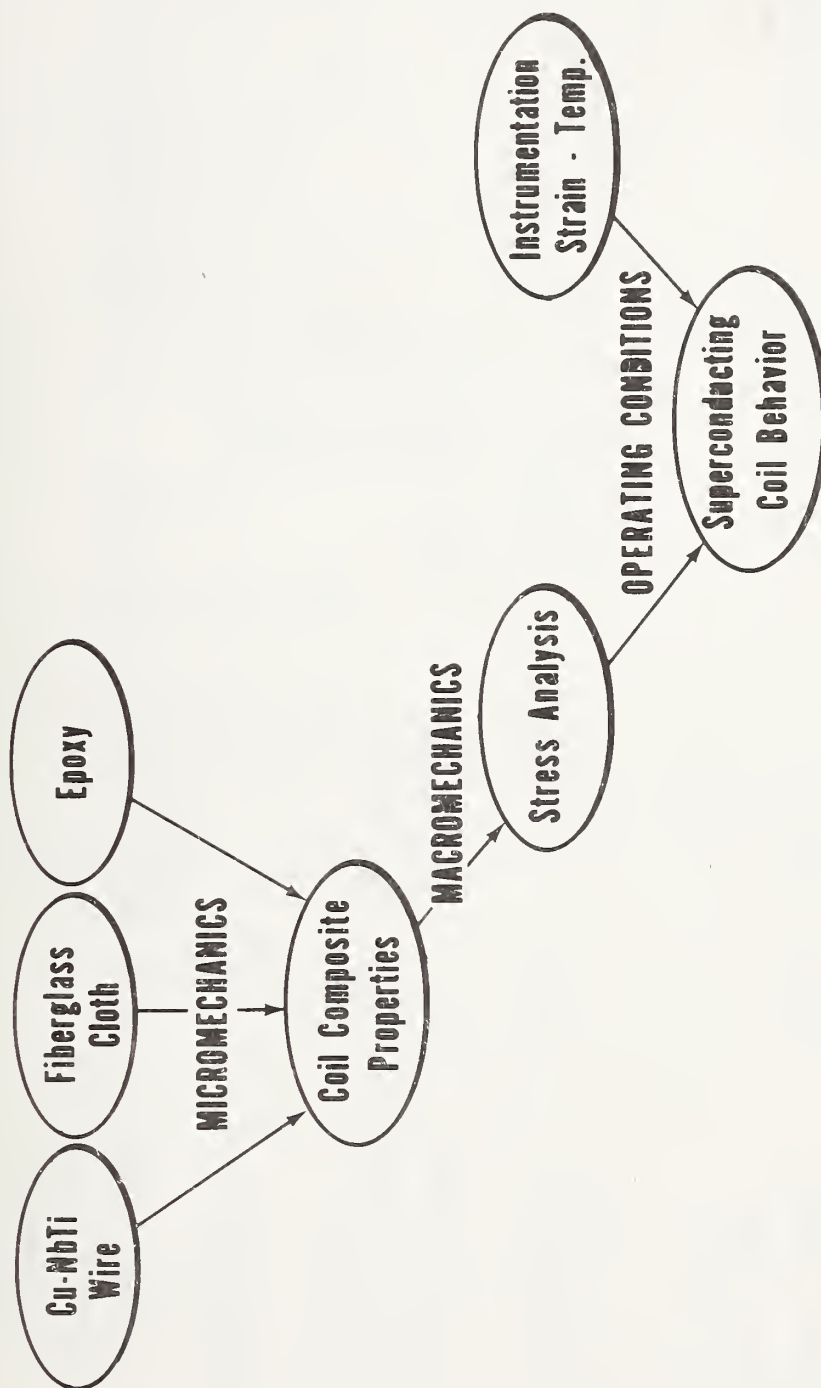 Cu-NbTi
Wire
Fiberglass
Cloth
Epoxy
MICROMECHANICS
Coil Composite
Properties
MACROMECHANICS
Stress Analysis
Instrumentation
Strain - Temp.
OPERATING CONDITIONS
Superconducting
Coil Behavior